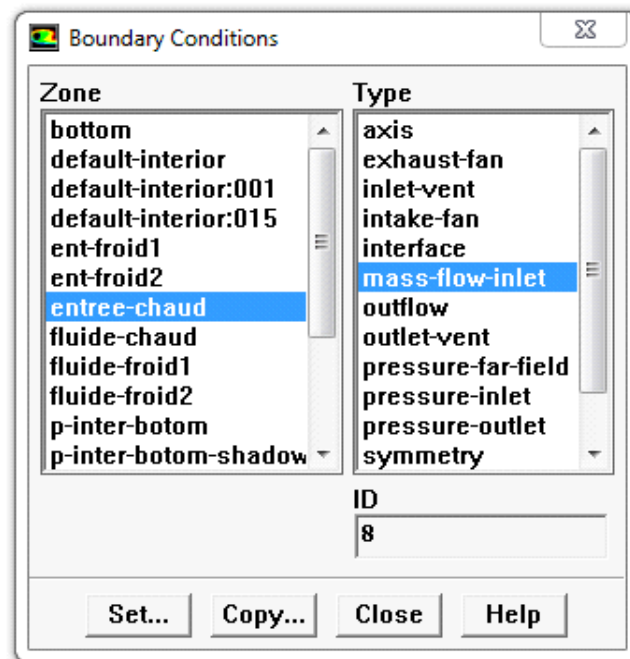 Boundary Conditions
Zone
bottom
default-interior
default-interior:001
default-interior:015
ent-froid1
ent-froid2
entree-chaud
fluide-chaud
fluide-froid1
fluide-froid2
p-inter-botom
p-inter-botom-shadow
Type
axis
exhaust-fan
inlet-vent
intake-fan
interface
mass-flow-inlet
outflow
outlet-vent
pressure-far-field
pressure-inlet
pressure-outlet
symmetry
ID
8
Set... Copy... Close Help